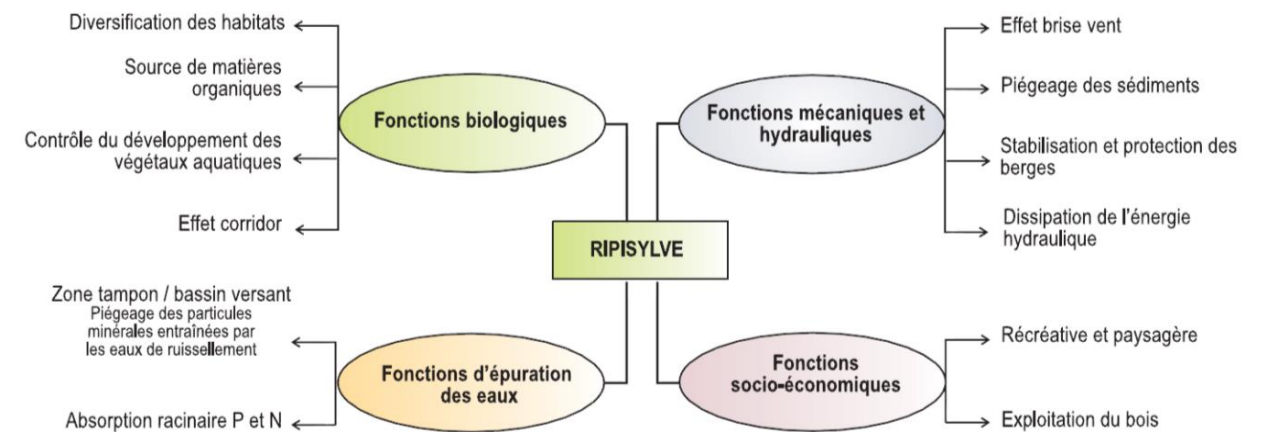 Diversification des habitats
Source de matières
organiques
Contrôle du développement des
végétaux aquatiques
Effet corridor
Fonctions biologiques
Fonctions mécaniques et
hydrauliques
Effet brise vent
Piégeage des sédiments
Stabilisation et protection des
berges
Dissipation de l'énergie
hydraulique
RIPISYLVE
Zone tampon / bassin versant
Piégeage des particules
minérales entraînées par
les eaux de ruissellement
Absorption racinaire P et N
Fonctions d'épuration
des eaux
Fonctions
socio-économiques
Récréative et paysagère
Exploitation du bois